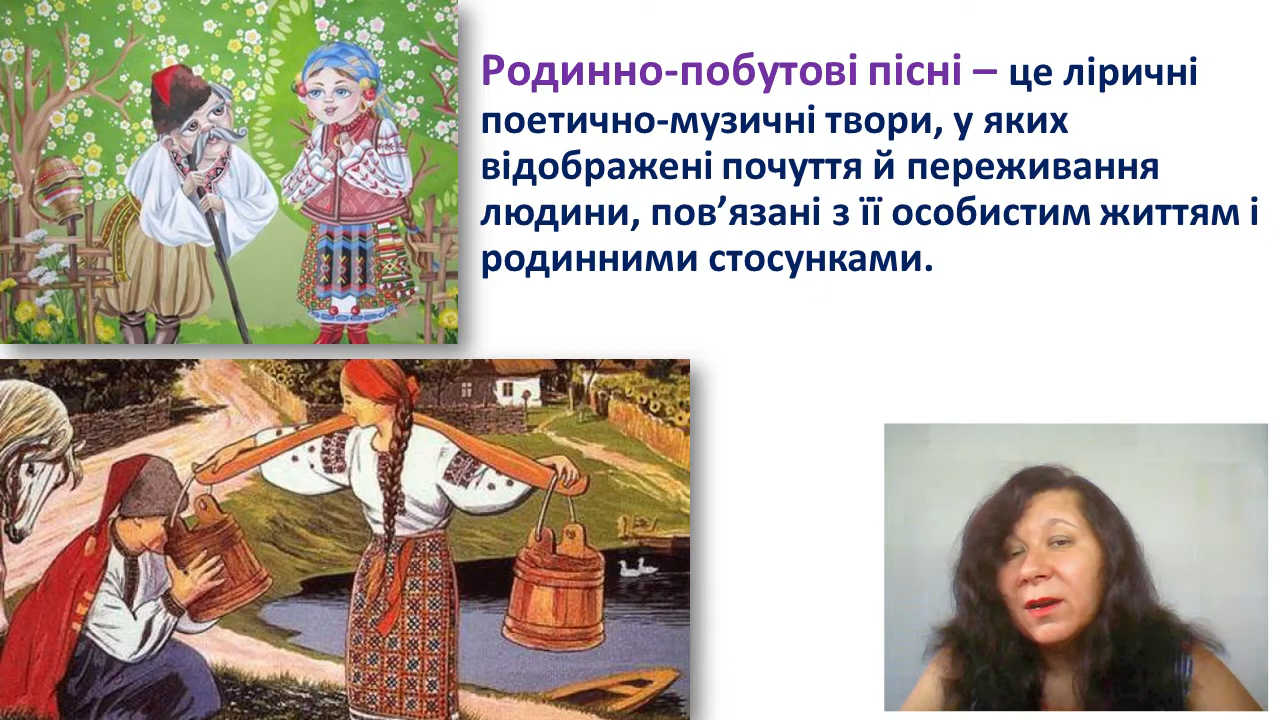 Родинно-побутові пісні – це ліричні
поетично-музичні твори, у яких
відображені почуття й переживання
людини, пов’язані з її особистим життям і
родинними стосунками.